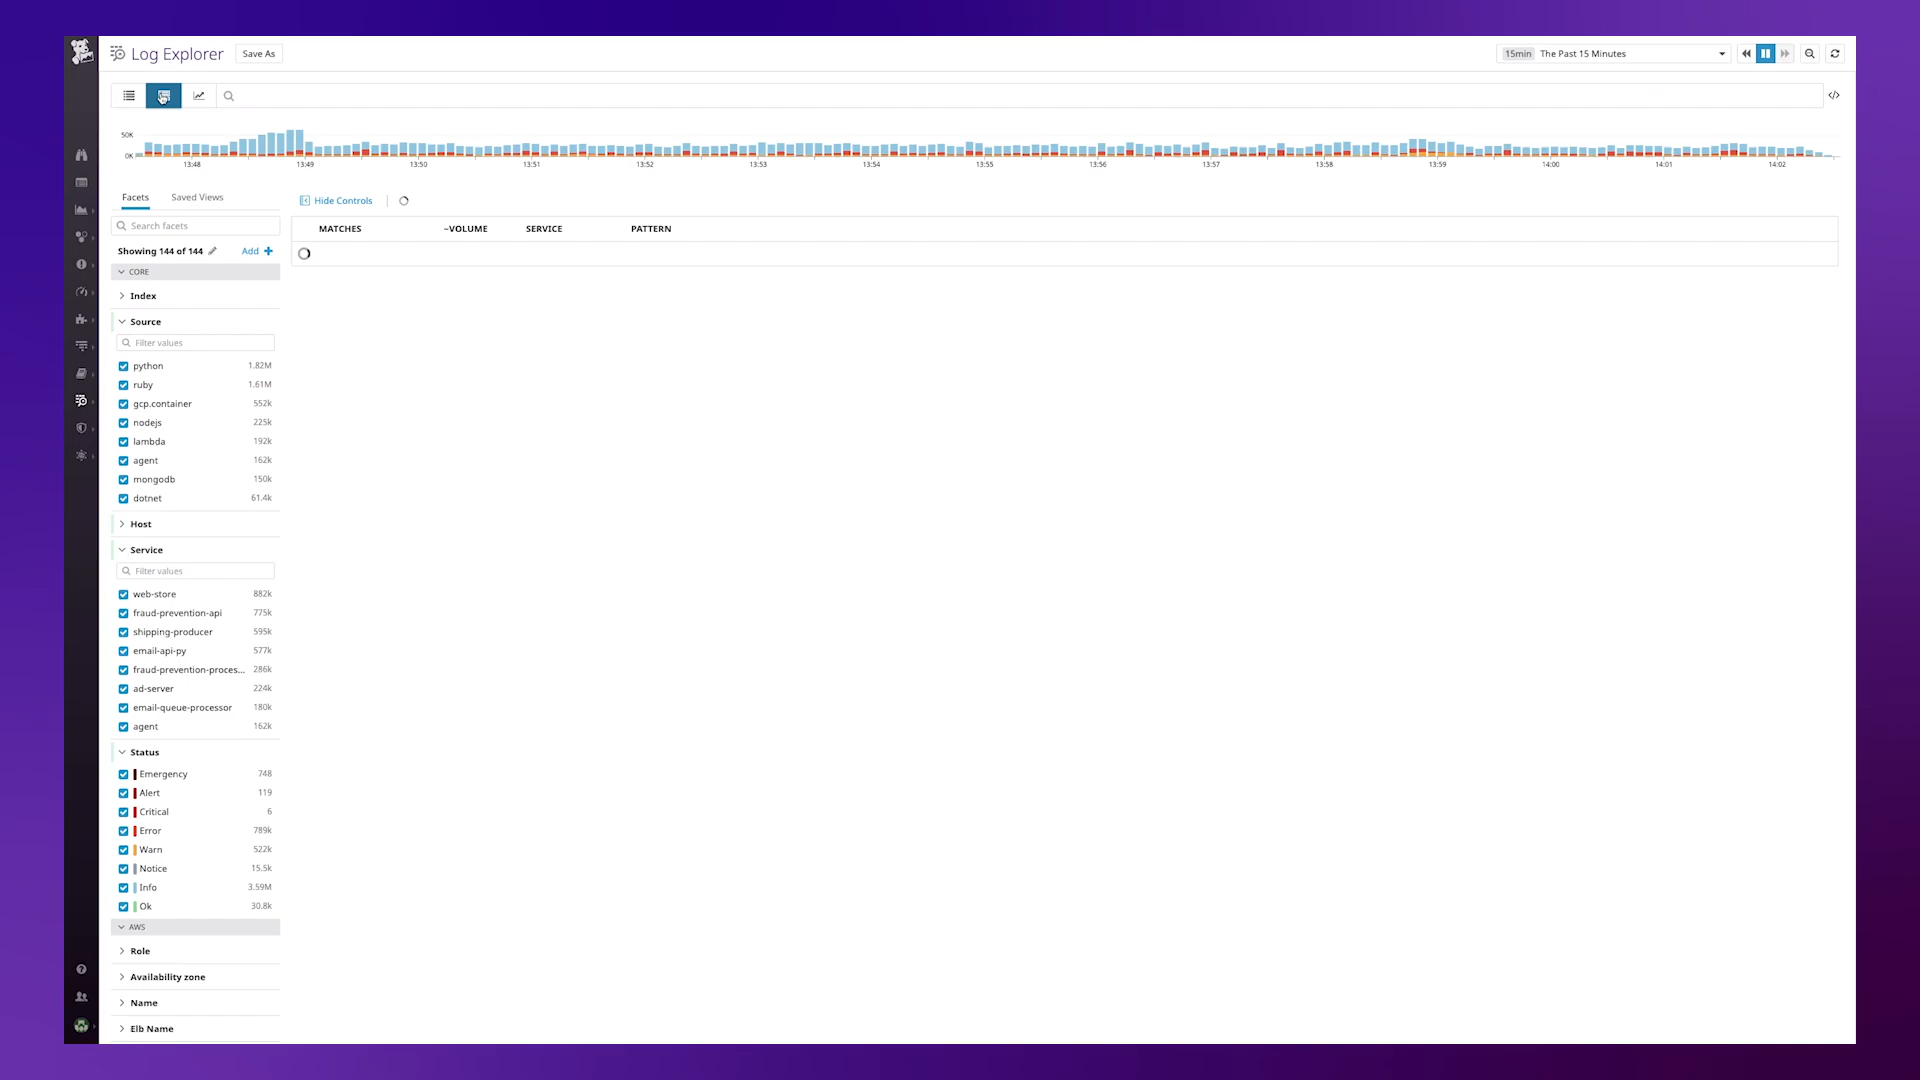 Log Explorer Save As 15min The Past 15 Minutes
</>
50K
0K
13:48 13:49 13:50 13:51 13:52 13:53 13:54 13:55 13:56 13:57 13:58 13:59 14:00 14:01 14:02
Facets Saved Views
Hide Controls
Search facets
MATCHES ~VOLUME SERVICE PATTERN
Showing 144 of 144 Add +
CORE
Index
Source
Filter values
python 1.82M
ruby 1.61M
gcp.container 552k
nodejs 225k
lambda 192k
agent 162k
mongodb 150k
dotnet 61.4k
Host
Service
Filter values
web-store 882k
fraud-prevention-api 775k
shipping-producer 595k
email-api-py 577k
fraud-prevention-proces... 286k
ad-server 224k
email-queue-processor 180k
agent 162k
Status
Emergency 748
Alert 119
Critical 6
Error 789k
Warn 522k
Notice 15.5k
Info 3.59M
Ok 30.8k
AWS
Role
Availability zone
Name
Elb Name